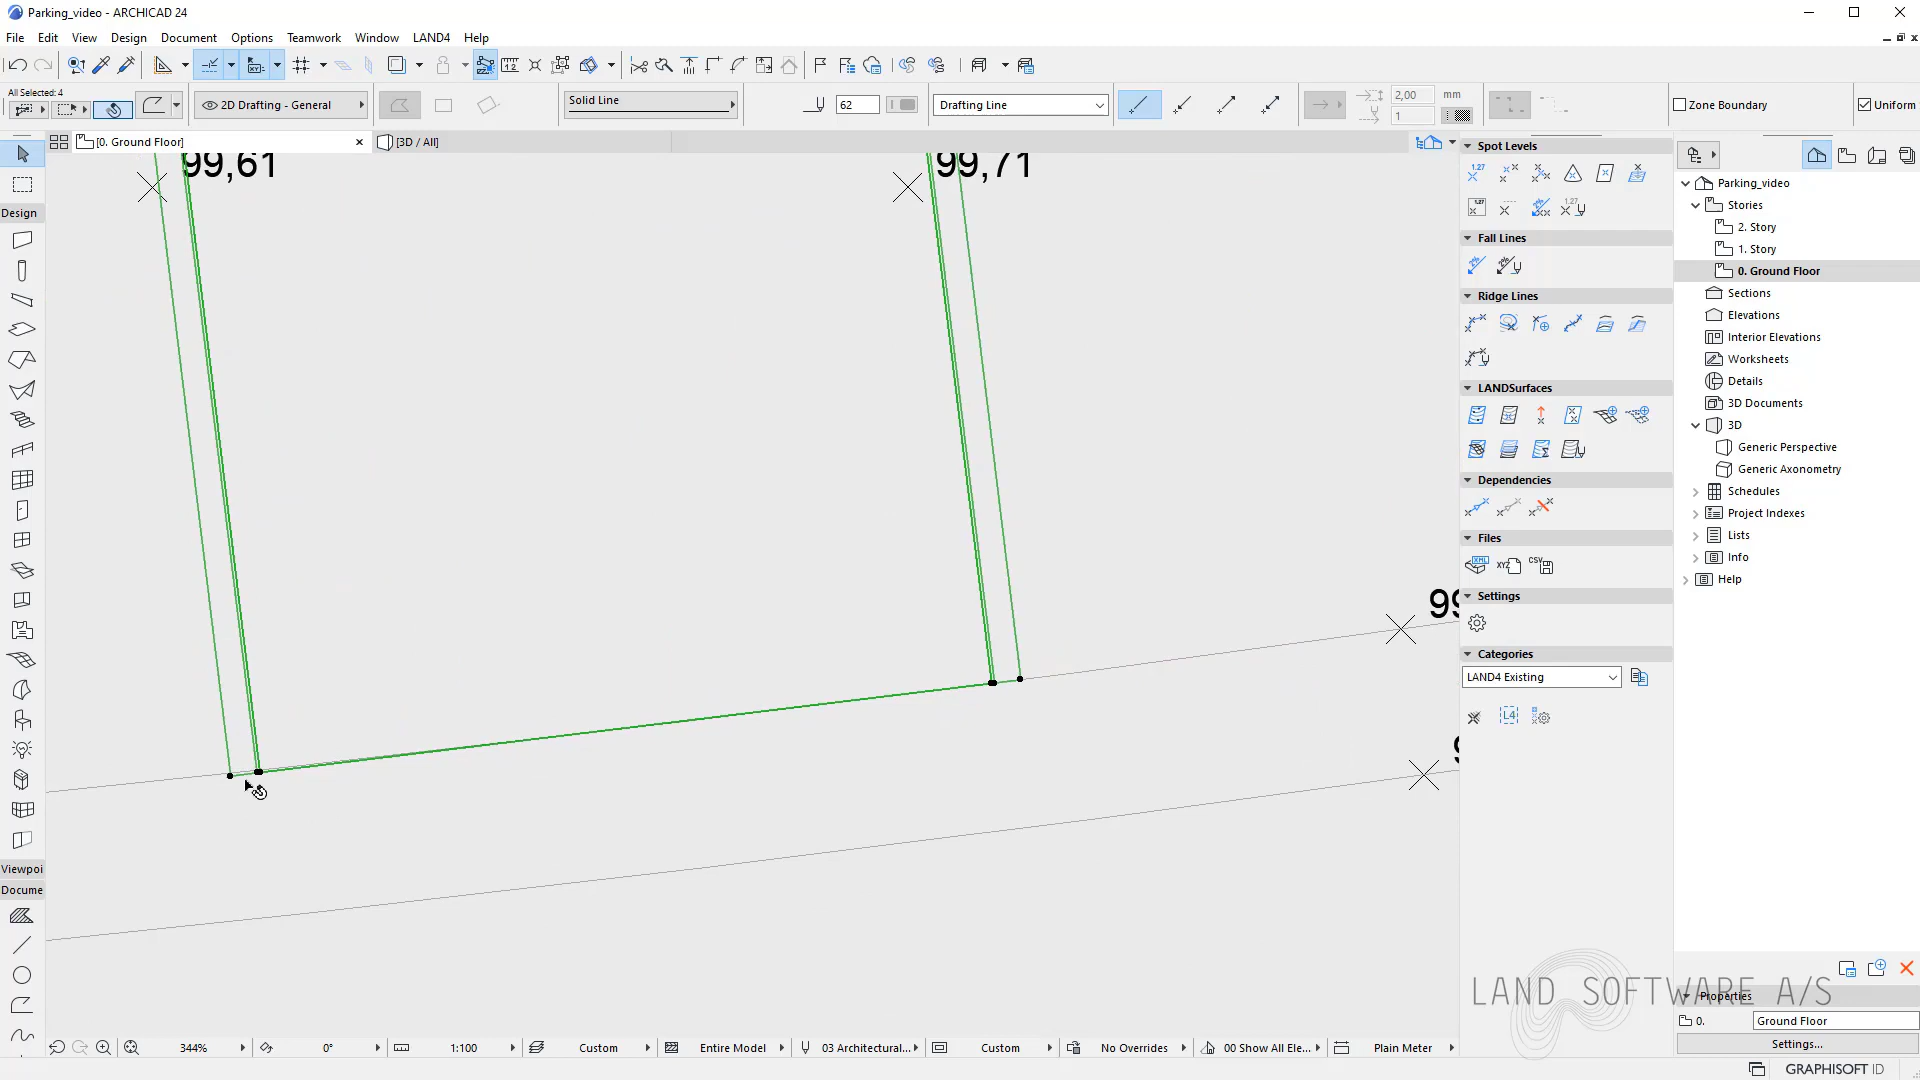 Parking_video - ARCHICAD 24
File Edit View Design Document Options Teamwork Window LAND4 Help
All Selected: 4
2D Drafting - General
Solid Line
62
Drafting Line
2,00 mm
1
Zone Boundary
Uniform
[0. Ground Floor]
[3D / All]
99,61
99,71
Design
Viewpoi
Docume
Spot Levels
Fall Lines
Ridge Lines
LANDSurfaces
Dependencies
Files
Settings
Categories
LAND4 Existing
Parking_video
Stories
2. Story
1. Story
0. Ground Floor
Sections
Elevations
Interior Elevations
Worksheets
Details
3D Documents
3D
Generic Perspective
Generic Axonometry
Schedules
Project Indexes
Lists
Info
Help
LAND SOFTWARE A/S
Properties
0. Ground Floor
Settings...
344% 0° 1:100 Custom Entire Model 03 Architectural... Custom No Overrides 00 Show All Ele... Plain Meter
GRAPHISOFT ID